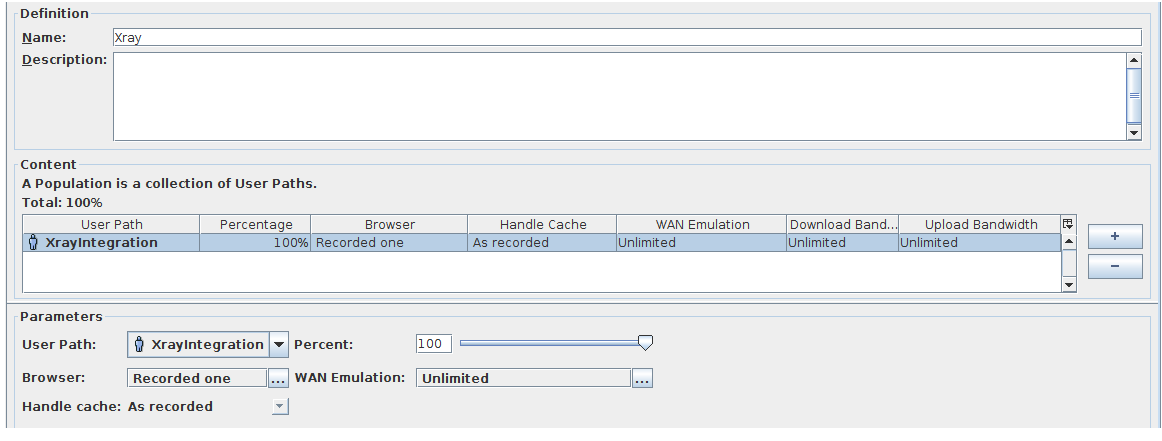 Definition
Name: Xray
Description:
Content
A Population is a collection of User Paths.
Total: 100%
User Path Percentage Browser Handle Cache WAN Emulation Download Band... Upload Bandwidth
XrayIntegration 100% Recorded one As recorded Unlimited Unlimited Unlimited
+
−
Parameters
User Path: XrayIntegration Percent: 100
Browser: Recorded one ... WAN Emulation: Unlimited ...
Handle cache: As recorded